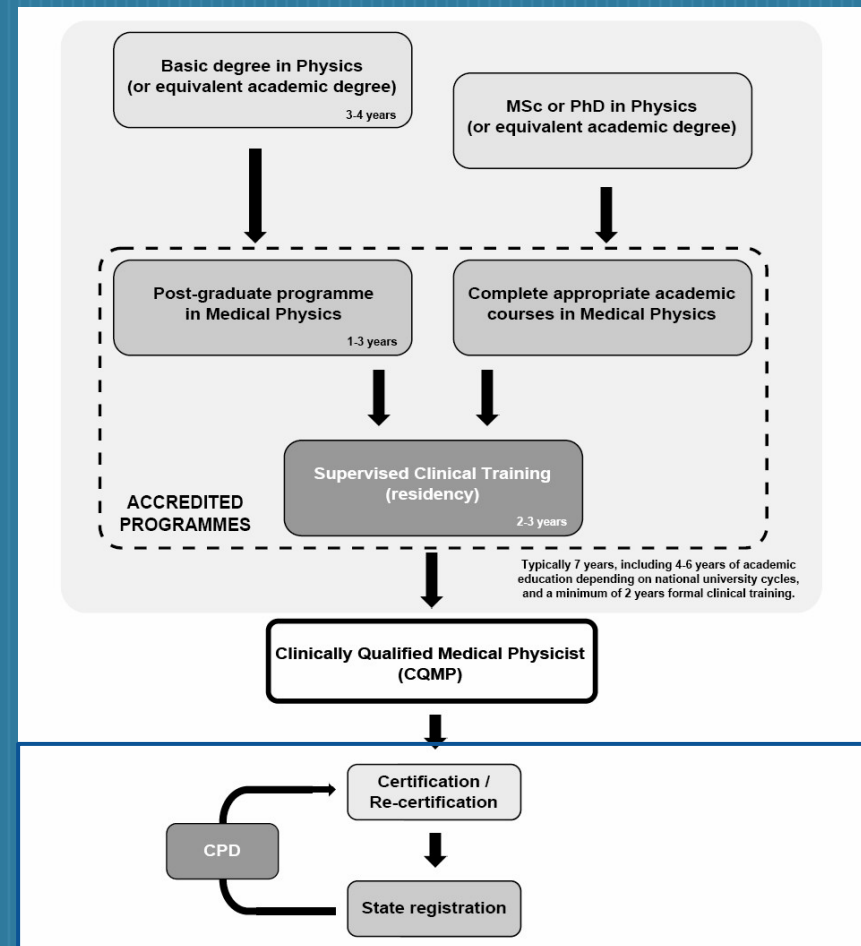 Basic degree in Physics
(or equivalent academic degree)
3-4 years
MSc or PhD in Physics
(or equivalent academic degree)
Post-graduate programme
in Medical Physics
1-3 years
Complete appropriate academic
courses in Medical Physics
Supervised Clinical Training
(residency)
2-3 years
ACCREDITED
PROGRAMMES
Typically 7 years, including 4-6 years of academic
education depending on national university cycles,
and a minimum of 2 years formal clinical training.
Clinically Qualified Medical Physicist
(CQMP)
Certification /
Re-certification
CPD
State registration